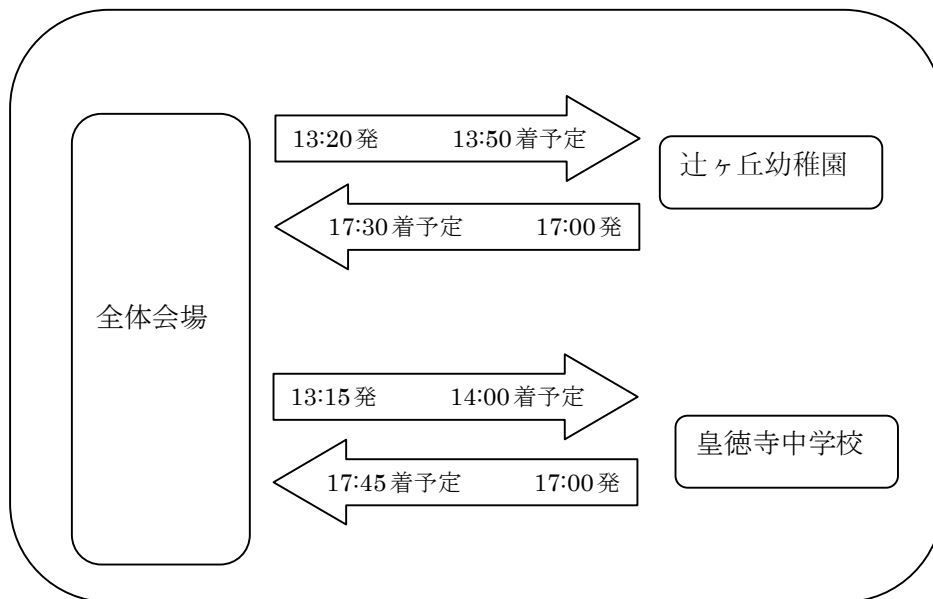 13:20発 13:50着予定
辻ヶ丘幼稚園
17:30着予定 17:00発
全体会場
13:15発 14:00着予定
皇徳寺中学校
17:45着予定 17:00発